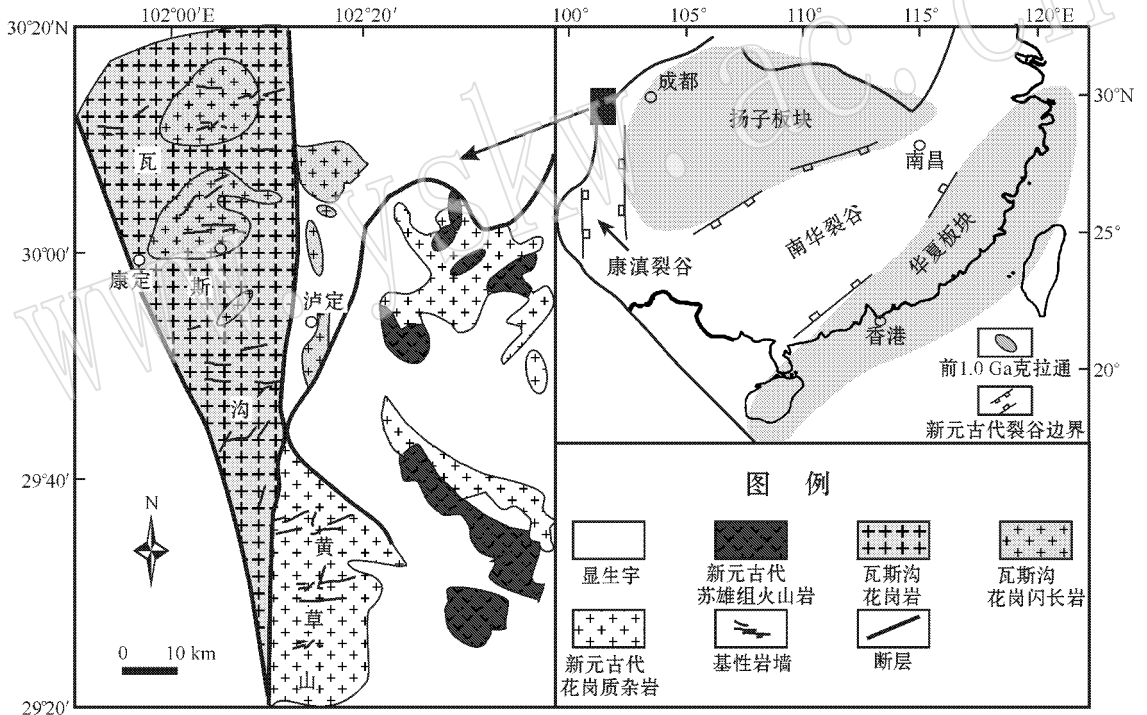 102°00′E
102°20′
100°
105°
110°
115°
120°E
30°20′N
30°00′
29°40′
29°20′
30°N
25°
20°
瓦
斯
沟
康定
泸定
黄
草
山
N
0 10 km
成都
扬子板块
南昌
南华裂谷
华夏板块
康滇裂谷
香港
前1.0 Ga克拉通
新元古代裂谷边界
图 例
显生宇
新元古代
苏雄组火山岩
瓦斯沟
花岗岩
瓦斯沟
花岗闪长岩
新元古代
花岗质杂岩
基性岩墙
断层
www.yskw.ac.cn